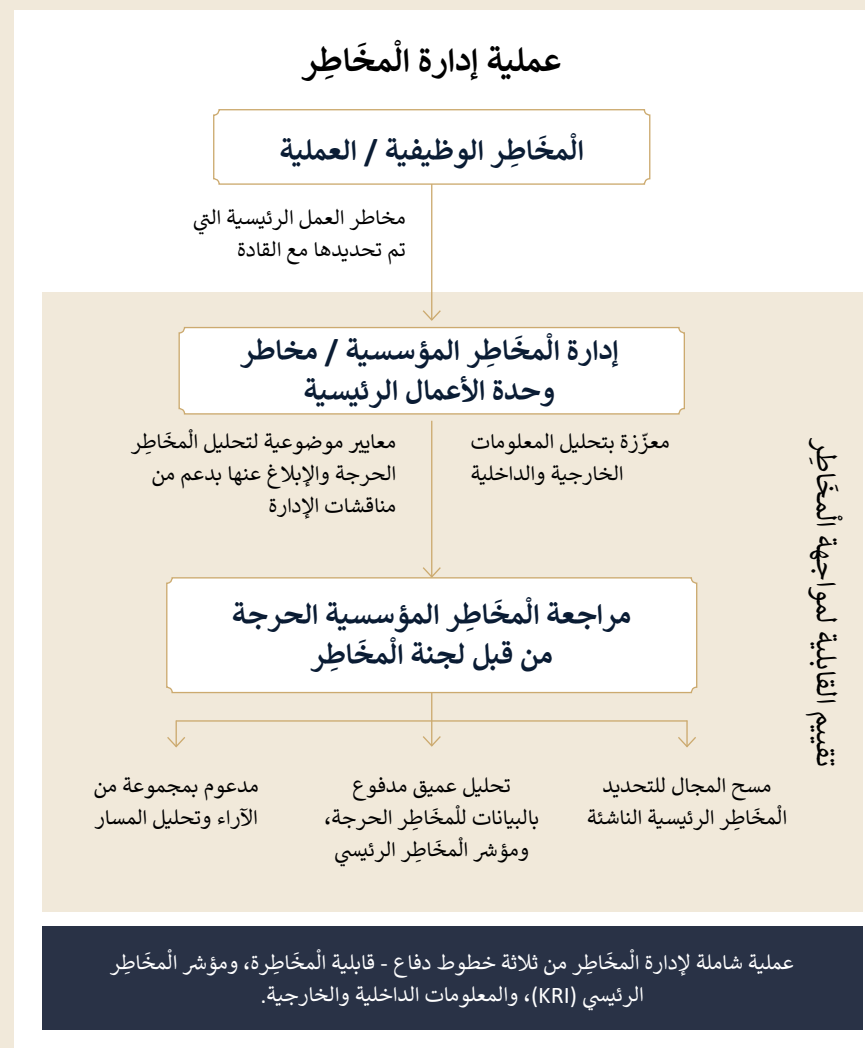 عملية إدارة الْمخَاطِر
الْمخَاطِر الوظيفية / العملية
مخاطر العمل الرئيسية التي
تم تحديدها مع القادة
إدارة الْمخَاطِر المؤسسية / مخاطر
وحدة الأعمال الرئيسية
معزّزة بتحليل المعلومات
الخارجية والداخلية
معايير موضوعية لتحليل الْمخَاطِر
الحرجة والإبلاغ عنها بدعم من
مناقشات الإدارة
تقييم القابلية لمواجهة الْمخَاطِر
مراجعة الْمخَاطِر المؤسسية الحرجة
من قبل لجنة الْمخَاطِر
مسح المجال للتحديد
الْمخَاطِر الرئيسية الناشئة
تحليل عميق مدفوع
بالبيانات للْمخَاطِر الحرجة،
ومؤشر الْمخَاطِر الرئيسي
مدعوم بمجموعة من
الآراء وتحليل المسار
عملية شاملة لإدارة الْمخَاطِر من ثلاثة خطوط دفاع - قابلية الْمخَاطِرة، ومؤشر الْمخَاطِر
الرئيسي (KRI)، والمعلومات الداخلية والخارجية.